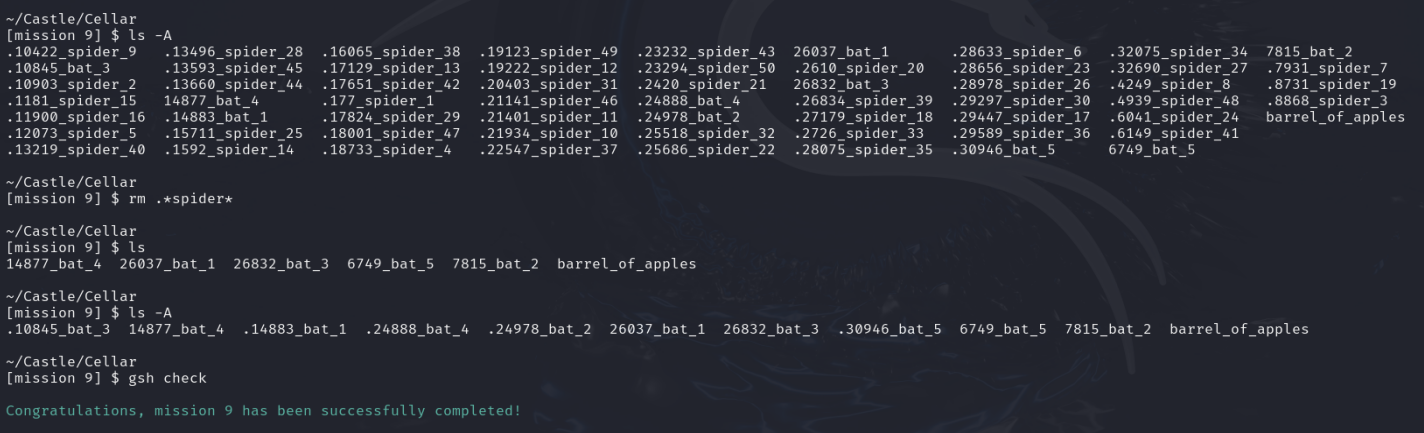 ~/Castle/Cellar
[mission 9] $ ls -A
.10422_spider_9 .13496_spider_28 .16065_spider_38 .19123_spider_49 .23232_spider_43 26037_bat_1 .28633_spider_6 .32075_spider_34 7815_bat_2
.10845_bat_3 .13593_spider_45 .17129_spider_13 .19222_spider_12 .23294_spider_50 .2610_spider_20 .28656_spider_23 .32690_spider_27 .7931_spider_7
.10903_spider_2 .13660_spider_44 .17651_spider_42 .20403_spider_31 .2420_spider_21 26832_bat_3 .28978_spider_26 .4249_spider_8 .8731_spider_19
.1181_spider_15 14877_bat_4 .177_spider_1 .21141_spider_46 .24888_bat_4 .26834_spider_39 .29297_spider_30 .4939_spider_48 .8868_spider_3
.11900_spider_16 .14883_bat_1 .17824_spider_29 .21401_spider_11 .24978_bat_2 .27179_spider_18 .29447_spider_17 .6041_spider_24 barrel_of_apples
.12073_spider_5 .15711_spider_25 .18001_spider_47 .21934_spider_10 .25518_spider_32 .2726_spider_33 .29589_spider_36 .6149_spider_41
.13219_spider_40 .1592_spider_14 .18733_spider_4 .22547_spider_37 .25686_spider_22 .28075_spider_35 .30946_bat_5 6749_bat_5
~/Castle/Cellar
[mission 9] $ rm .*spider*
~/Castle/Cellar
[mission 9] $ ls
14877_bat_4 26037_bat_1 26832_bat_3 6749_bat_5 7815_bat_2 barrel_of_apples
~/Castle/Cellar
[mission 9] $ ls -A
.10845_bat_3 14877_bat_4 .14883_bat_1 .24888_bat_4 .24978_bat_2 26037_bat_1 26832_bat_3 .30946_bat_5 6749_bat_5 7815_bat_2 barrel_of_apples
~/Castle/Cellar
[mission 9] $ gsh check
Congratulations, mission 9 has been successfully completed!